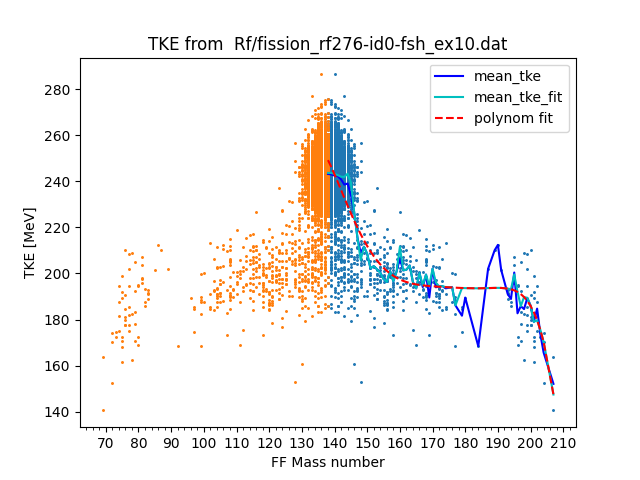 TKE from  Rf/fission_rf276-id0-fsh_ex10.dat
mean_tke
mean_tke_fit
polynom fit
TKE [MeV]
280
260
240
220
200
180
160
140
70 80 90 100 110 120 130 140 150 160 170 180 190 200 210
FF Mass number